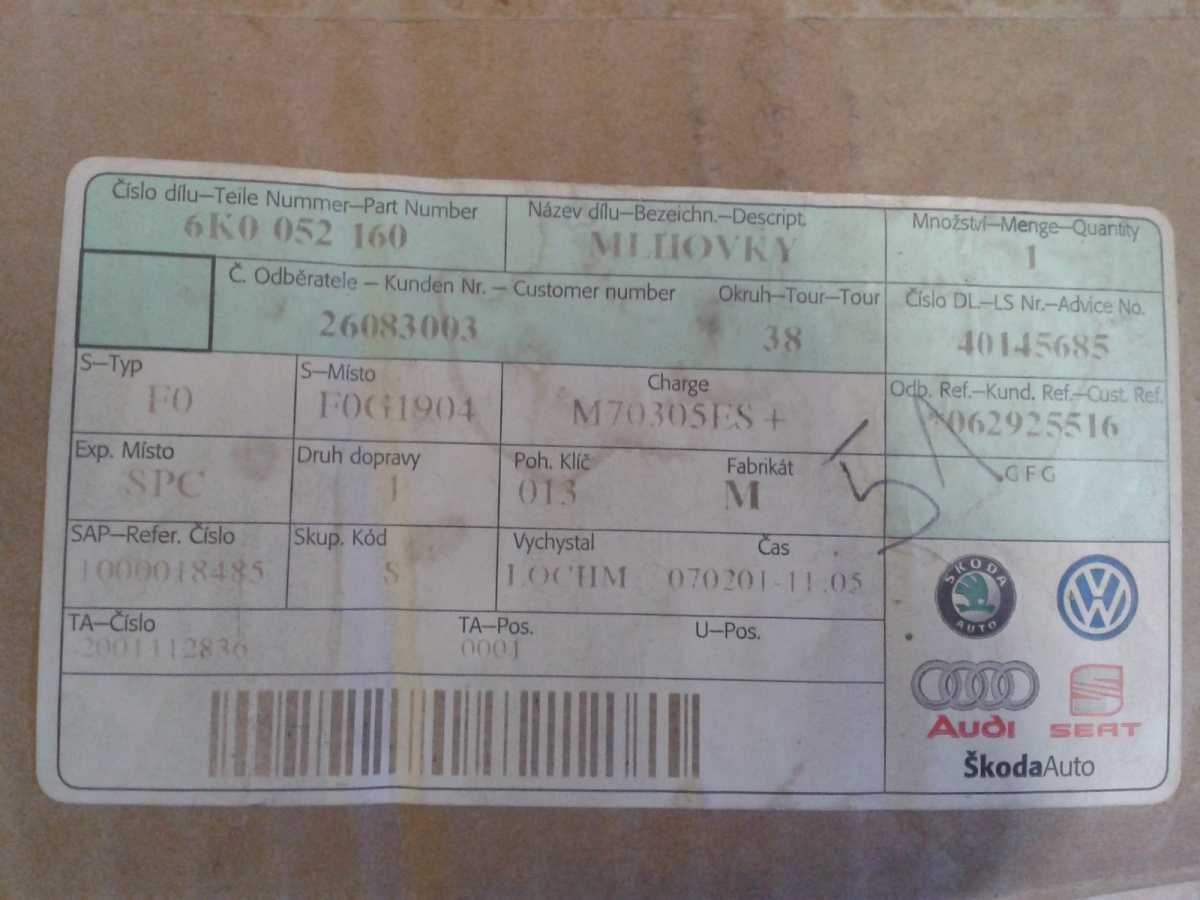 Číslo dílu—Teile Nummer—Part Number
6K0 052 160
Název dílu—Bezeichn.—Descript.
MLHOVKY
Množství—Menge—Quantity
1
Č. Odběratele — Kunden Nr. — Customer number
26083003
Okruh—Tour—Tour
38
Číslo DL—LS Nr.—Advice No.
40145685
S—Typ
F0
S—Místo
F0G1904
Charge
M70305ES +
Odb. Ref.—Kund. Ref.—Cust. Ref.
*062925516
Exp. Místo
SPC
Druh dopravy
1
Poh. Klíč
013
Fabrikát
M
GFG
SAP—Refer. Číslo
1000018485
Skup. Kód
S
Vychystal
LOCHM
Čas
070201-11.05
TA—Číslo
2001112836
TA—Pos.
0001
U—Pos.
ŠKODA
AUTO
Audi
SEAT
ŠkodaAuto